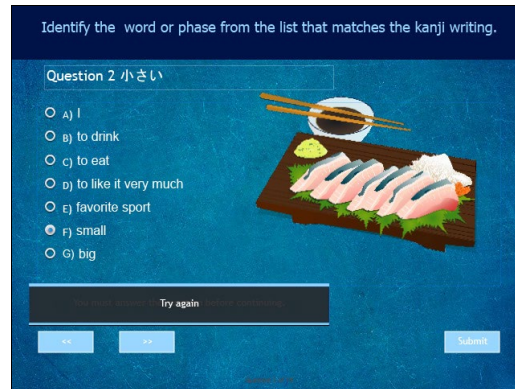 Identify the word or phase from the list that matches the kanji writing.
Question 2 小さい
A) I
B) to drink
C) to eat
D) to like it very much
E) favorite sport
F) small
G) big
Try again
<< >> Submit